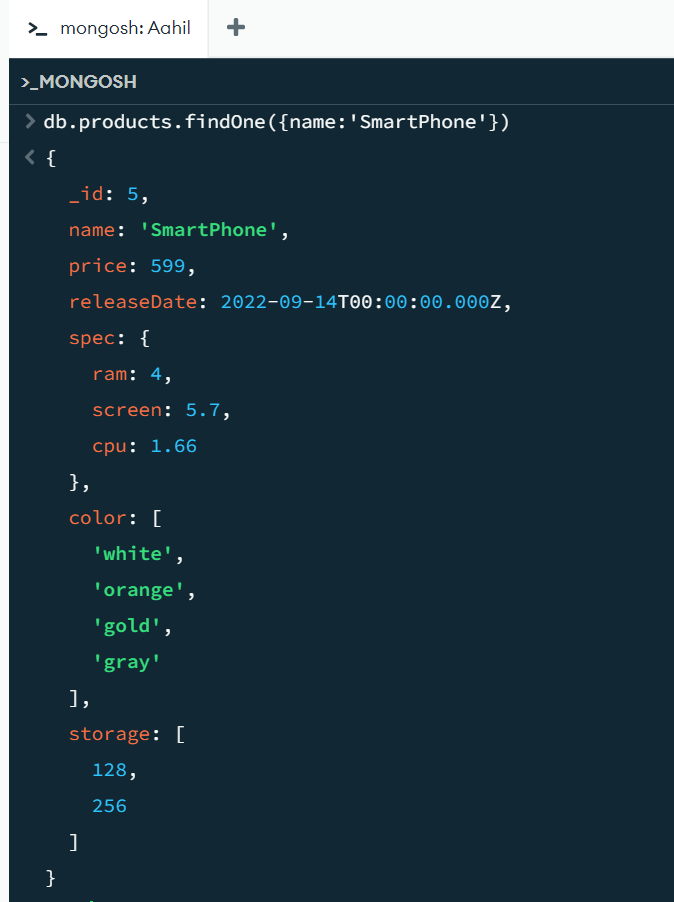 >_ mongosh: Aahil +
>_MONGOSH
> db.products.findOne({name:'SmartPhone'})
< {
_id: 5,
name: 'SmartPhone',
price: 599,
releaseDate: 2022-09-14T00:00:00.000Z,
spec: {
ram: 4,
screen: 5.7,
cpu: 1.66
},
color: [
'white',
'orange',
'gold',
'gray'
],
storage: [
128,
256
]
}